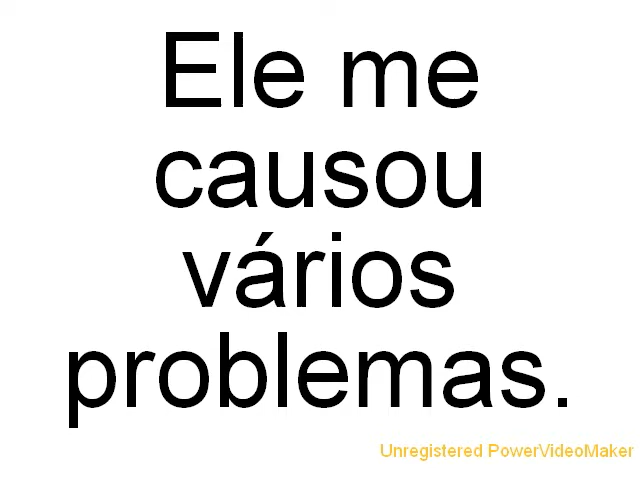 Ele me
causou
vários
problemas.
Unregistered PowerVideoMaker